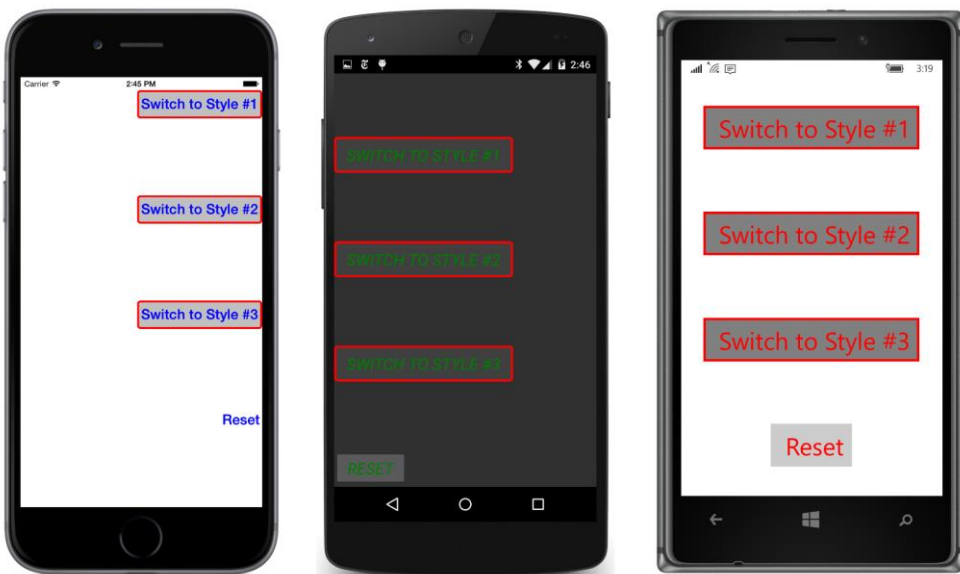 Carrier 2:45 PM
Switch to Style #1
Switch to Style #2
Switch to Style #3
Reset
2:46
SWITCH TO STYLE #1
SWITCH TO STYLE #2
SWITCH TO STYLE #3
RESET
3:19
Switch to Style #1
Switch to Style #2
Switch to Style #3
Reset